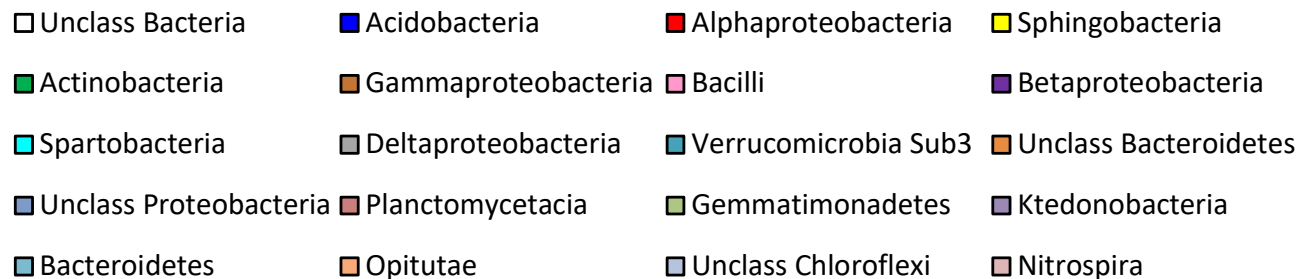 Unclass Bacteria Acidobacteria Alphaproteobacteria Sphingobacteria
Actinobacteria Gammaproteobacteria Bacilli Betaproteobacteria
Spartobacteria Deltaproteobacteria Verrucomicrobia Sub3 Unclass Bacteroidetes
Unclass Proteobacteria Planctomycetacia Gemmatimonadetes Ktedonobacteria
Bacteroidetes Opitutae Unclass Chloroflexi Nitrospira